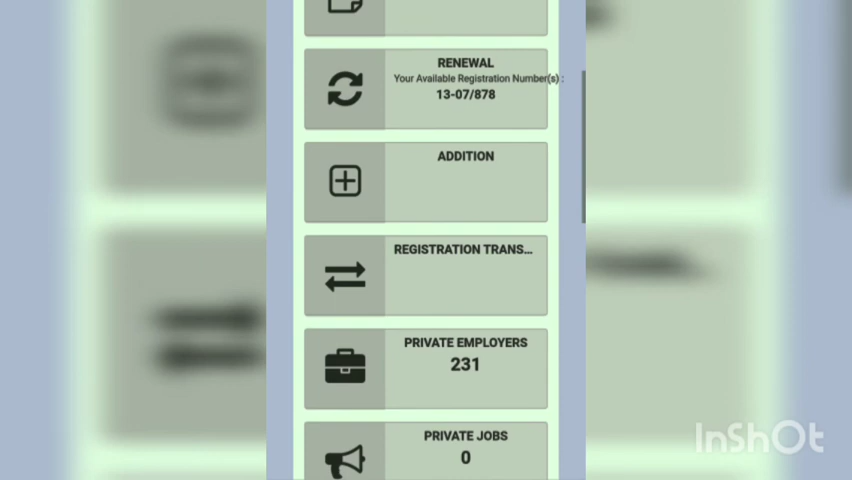 RENEWAL
Your Available Registration Number(s) :
13-07/878
ADDITION
REGISTRATION TRANS...
PRIVATE EMPLOYERS
231
PRIVATE JOBS
0
InShOt